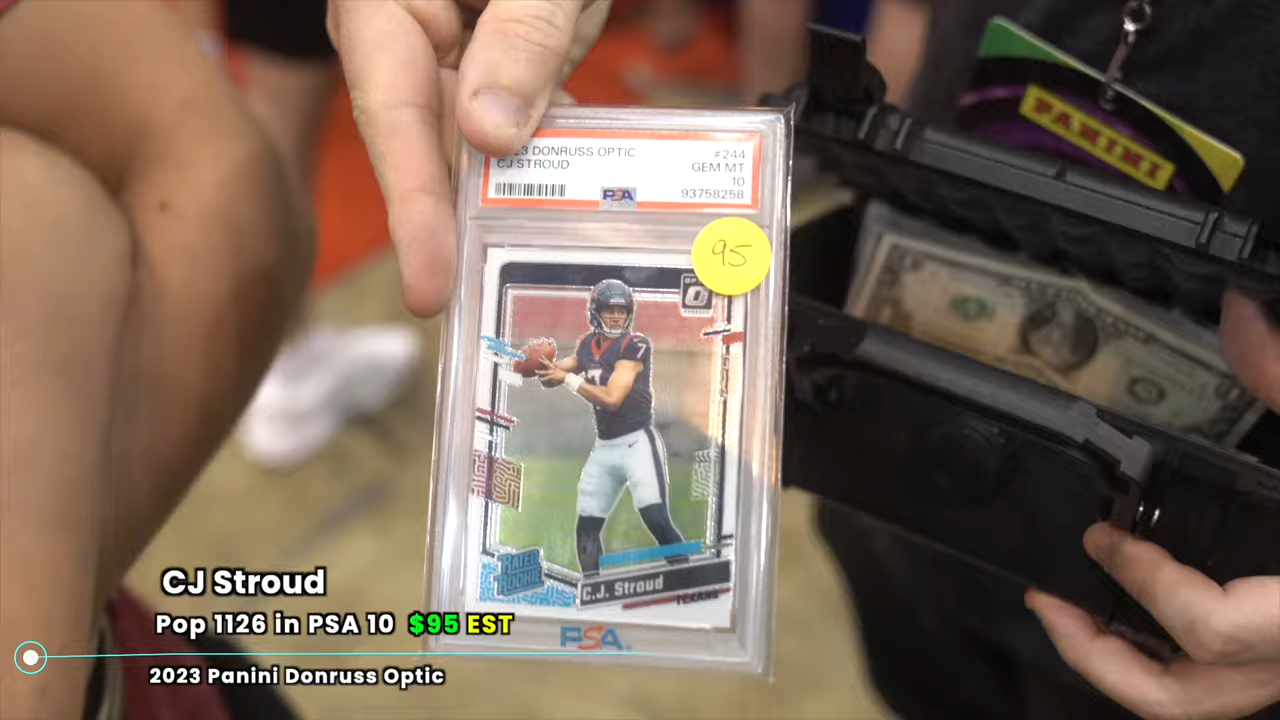 DONRUSS OPTIC
CJ STROUD
#244
GEM MT
10
93758258
PSA
95
PANINI
7
RATED
ROOKIE
C.J. Stroud
TEXANS
PSA
CJ Stroud
Pop 1126 in PSA 10 $95 EST
2023 Panini Donruss Optic